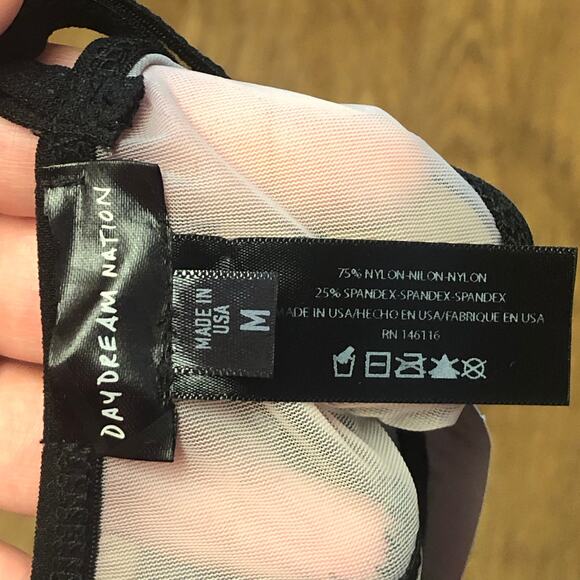 DAYDREAM NATION
MADE IN
USA
M
75% NYLON-NILON-NYLON
25% SPANDEX-SPANDEX-SPANDEX
MADE IN USA/HECHO EN USA/FABRIQUE EN USA
RN 146116